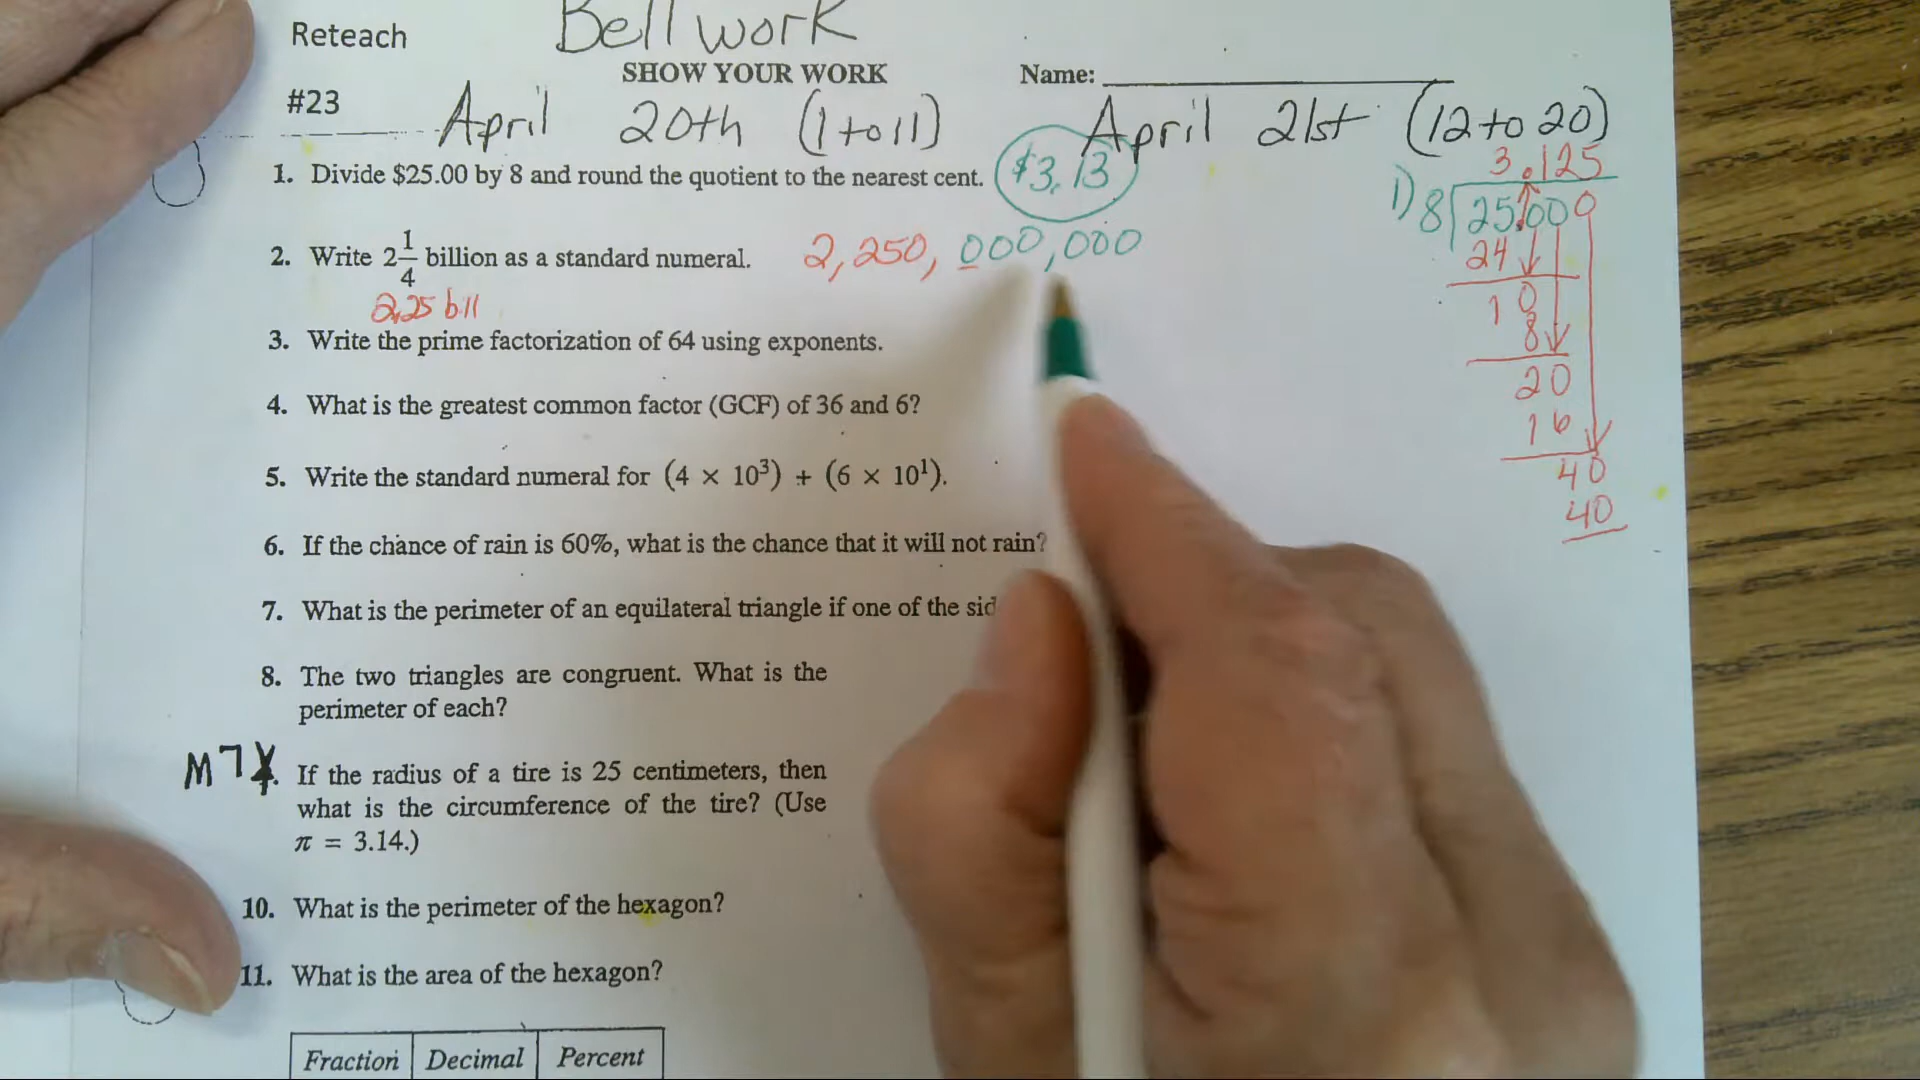 Reteach
Bell work
SHOW YOUR WORK
Name:
#23
April 20th (1 to 11)
April 21st (12 to 20)
1. Divide $25.00 by 8 and round the quotient to the nearest cent. $3.13
2. Write 2 1/4 billion as a standard numeral. 2,250,000,000
2.25 bill
3. Write the prime factorization of 64 using exponents.
4. What is the greatest common factor (GCF) of 36 and 6?
5. Write the standard numeral for (4 × 10³) + (6 × 10¹).
6. If the chance of rain is 60%, what is the chance that it will not rain?
7. What is the perimeter of an equilateral triangle if one of the
8. The two triangles are congruent. What is the
perimeter of each?
If the radius of a tire is 25 centimeters, then
what is the circumference of the tire? (Use
π = 3.14.)
10. What is the perimeter of the hexagon?
11. What is the area of the hexagon?
Fraction Decimal Percent
3.125
1) 8 25.000
24
10
8
20
16
40
40